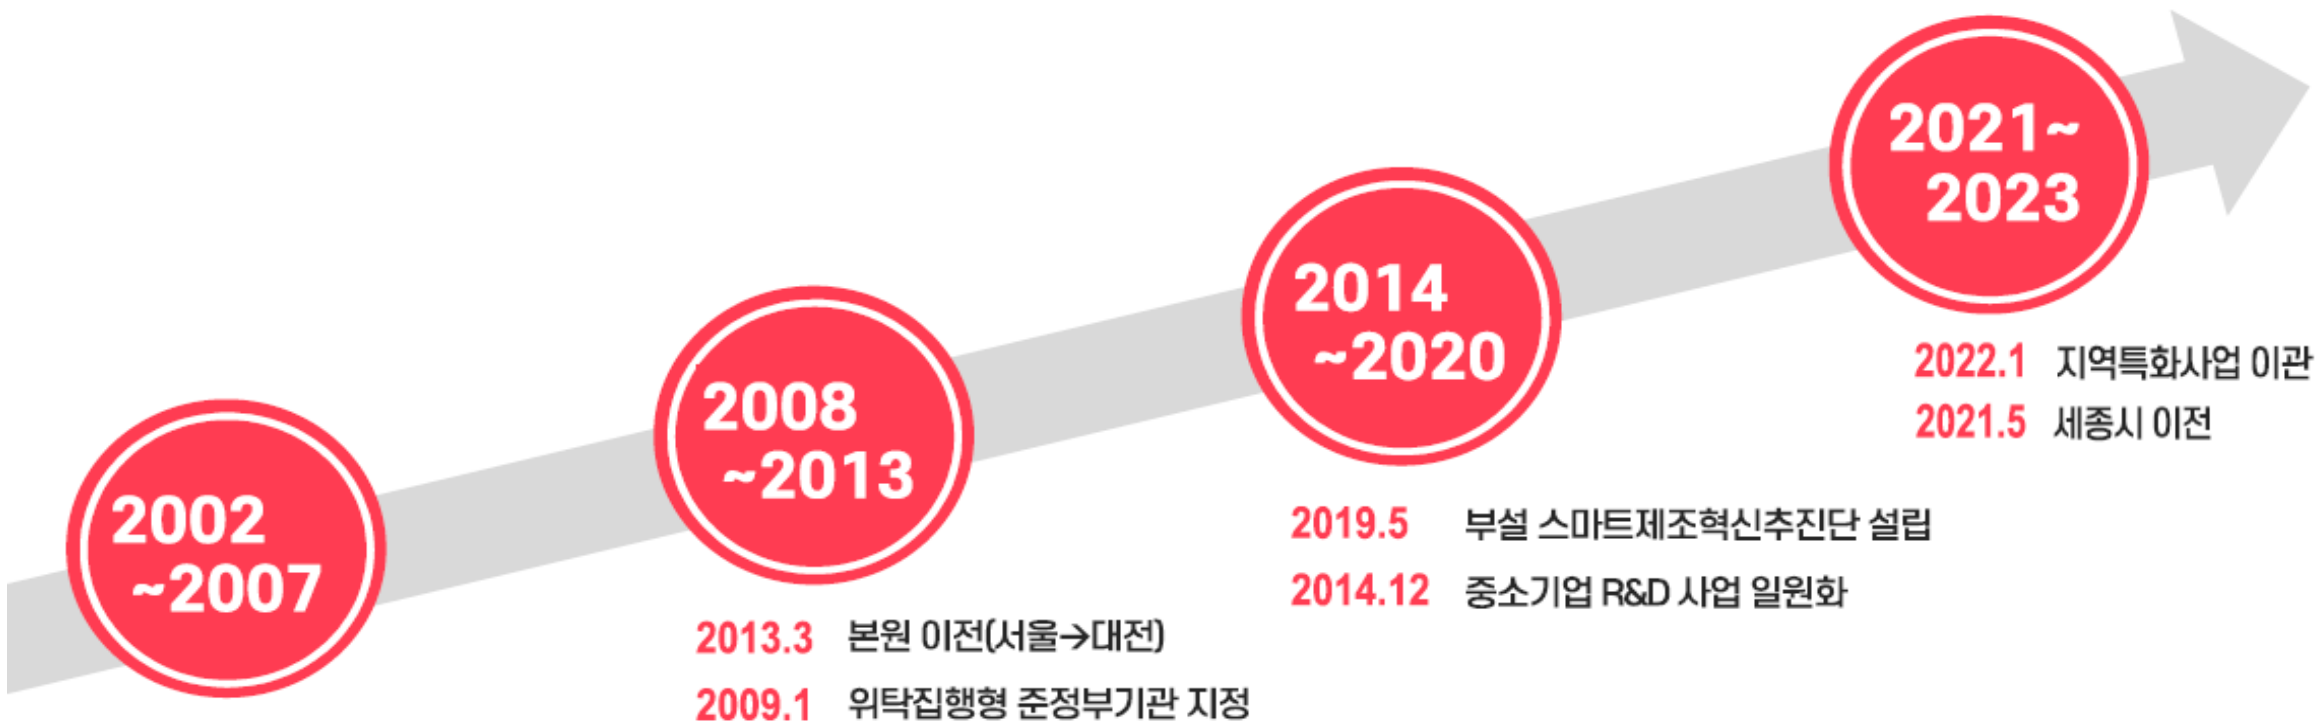 2002
~2007
2008
~2013
2013.3 본원 이전(서울→대전)
2009.1 위탁집행형 준정부기관 지정
2014
~2020
2019.5 부설 스마트제조혁신추진단 설립
2014.12 중소기업 R&D 사업 일원화
2021~
2023
2022.1 지역특화사업 이관
2021.5 세종시 이전